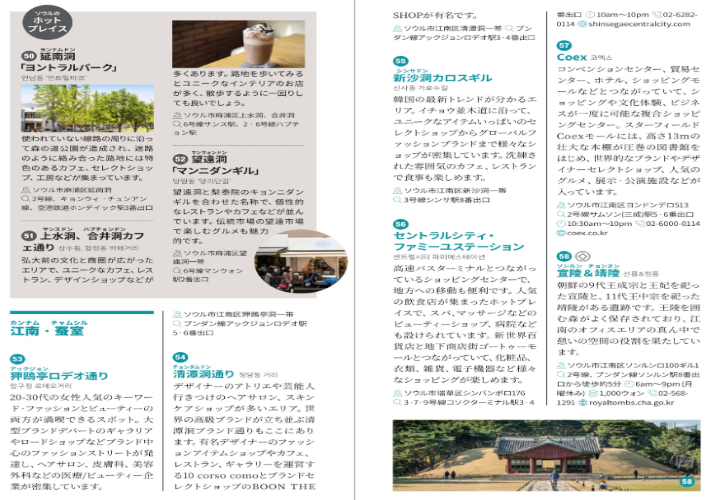 ソウルの
ホット
プレイス
50 延南洞
ヨンナムドン
「ヨントラルパーク」
연남동 '연트럴파크'
使われていない線路の周りに沿っ
て森の道公園が造成され、迷路
のように絡み合った路地には特
色のあるカフェ、セレクトショッ
プ、工房などが集まっています。
ソウル市麻浦区延南洞
2号線、キョンウィ・チュンアン
線、空港鉄道ホンデイック駅3番出口
51 上水洞、合井洞カフ
サンスドン ハプチョンドン
ェ通り 상수동, 합정동 카페거리
弘大前の文化と商圏が広がった
エリアで、ユニークなカフェ、レス
トラン、デザインショップなどが
多くあります。路地を歩いてみる
とユニークなインテリアのお店
が多く、散歩するように一回りし
ても良いでしょう。
ソウル市麻浦区上水洞、合井洞
6号線サンス駅、2・6号線ハプチ
ョン駅
52 望遠洞
マンウォンドン
「マンニダンギル」
망원동 '망리단길'
望遠洞と梨泰院のキョンニダン
ギルを合わせた名称で、個性的
なレストランやカフェなどが並ん
でいます。伝統市場の望遠市場
で楽しむグルメも魅力
的です。
ソウル市麻浦区望
遠洞一帯
6号線マンウォン
駅2番出口
カンナム チャムシル
江南・蚕室
53
アックジョン
狎鴎亭ロデオ通り
압구정 로데오거리
20-30代の女性人気のキーワー
ド・ファッションとビューティーの
両方が満喫できるスポット。大
型ブランドデパートのギャラリア
やロードショップなどブランド中
心のファッションストリートが発
達し、ヘアサロン、皮膚科、美容
外科などの医療/ビューティー企
業が密集しています。
ソウル市江南区狎鴎亭洞一帯
ブンダン線アックジョンロデオ駅
5・6番出口
54
チョンダムドン
清潭洞通り 청담동 거리
デザイナーのアトリエや芸能人
行きつけのヘアサロン、スキン
ケアショップが多いエリア。世
界の高級ブランドが立ち並ぶ清
潭洞ブランド通りもここにあり
ます。有名デザイナーのファッシ
ョンアイテムショップやカフェ、
レストラン、ギャラリーを運営す
る10 corso comoとブランドセ
レクトショップのBOON THE
SHOPが有名です。
ソウル市江南区清潭洞一帯 ブン
ダン線アックジョンロデオ駅3・4番出口
55
シンサドン
新沙洞カロスギル
신사동 가로수길
韓国の最新トレンドが分かるエ
リア。イチョウ並木道に沿って、
ユニークなアイテムいっぱいのセ
レクトショップからグローバルフ
ァッションブランドまで様々なシ
ョップが密集しています。洗練さ
れた雰囲気のカフェ、レストラン
で食事も楽しめます。
ソウル市江南区新沙洞一帯
3号線シンサ駅8番出口
56
セントラルシティ・
ファミーユステーション
센트럴시티 파미에스테이션
高速バスターミナルとつながっ
ているショッピングセンターで、
地方への移動も便利です。人気
の飲食店が集まったホットプレ
イスで、スパ、マッサージなどの
ビューティーショップ、病院など
も設けられています。新世界百
貨店と地下商店街ゴートゥーモ
ールとつながっていて、化粧品、
衣類、雑貨、電子機器など様々
なショッピングが楽しめます。
ソウル市瑞草区シンバンポ口176
3・7・9号線コソクターミナル駅3・4
番出口 10am~10pm 02-6282-
0114 shinsegaecentralcity.com
57
Coex 코엑스
コンベンションセンター、貿易セ
ンター、ホテル、ショッピングモ
ールなどとつながっていて、シ
ョッピングや文化体験、ビジネ
スが一度に可能な複合ショッピ
ングセンター。スターフィールド
Coexモールには、高さ13mの
壮大な本棚が圧巻の図書館を
はじめ、世界的なブランドやデザ
イナーセレクトショップ、人気の
グルメ、展示・公演施設などが
入っています。
ソウル市江南区ヨンドンデロ513
2号線サムソン(三成)駅5・6番出口
10:30am~10pm 02-6000-0114
coex.co.kr
58
ソンルン チョンヌン
宣陵&靖陵 선릉&정릉
朝鮮の9代王成宗と王妃を祀っ
た宣陵と、11代王中宗を祀った
靖陵がある遺跡です。王陵を囲
む森がよく保存されており、江
南のオフィスエリアの真ん中で
憩いの空間の役割を果たしてい
ます。
ソウル市江南区ソンルン口100ギル1
2号線、ブンダン線ソンルン駅8番出
口から徒歩約5分 6am~9pm (月
曜休み) 1,000ウォン 02-568-
1291 royaltombs.cha.go.kr
58